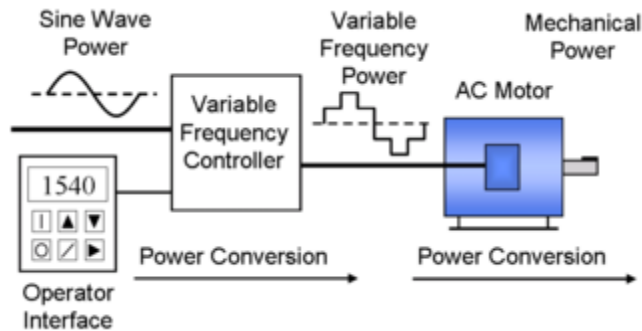 Sine Wave
Power
Variable
Frequency
Power
Mechanical
Power
AC Motor
Variable
Frequency
Controller
1540
Power Conversion
Power Conversion
Operator
Interface